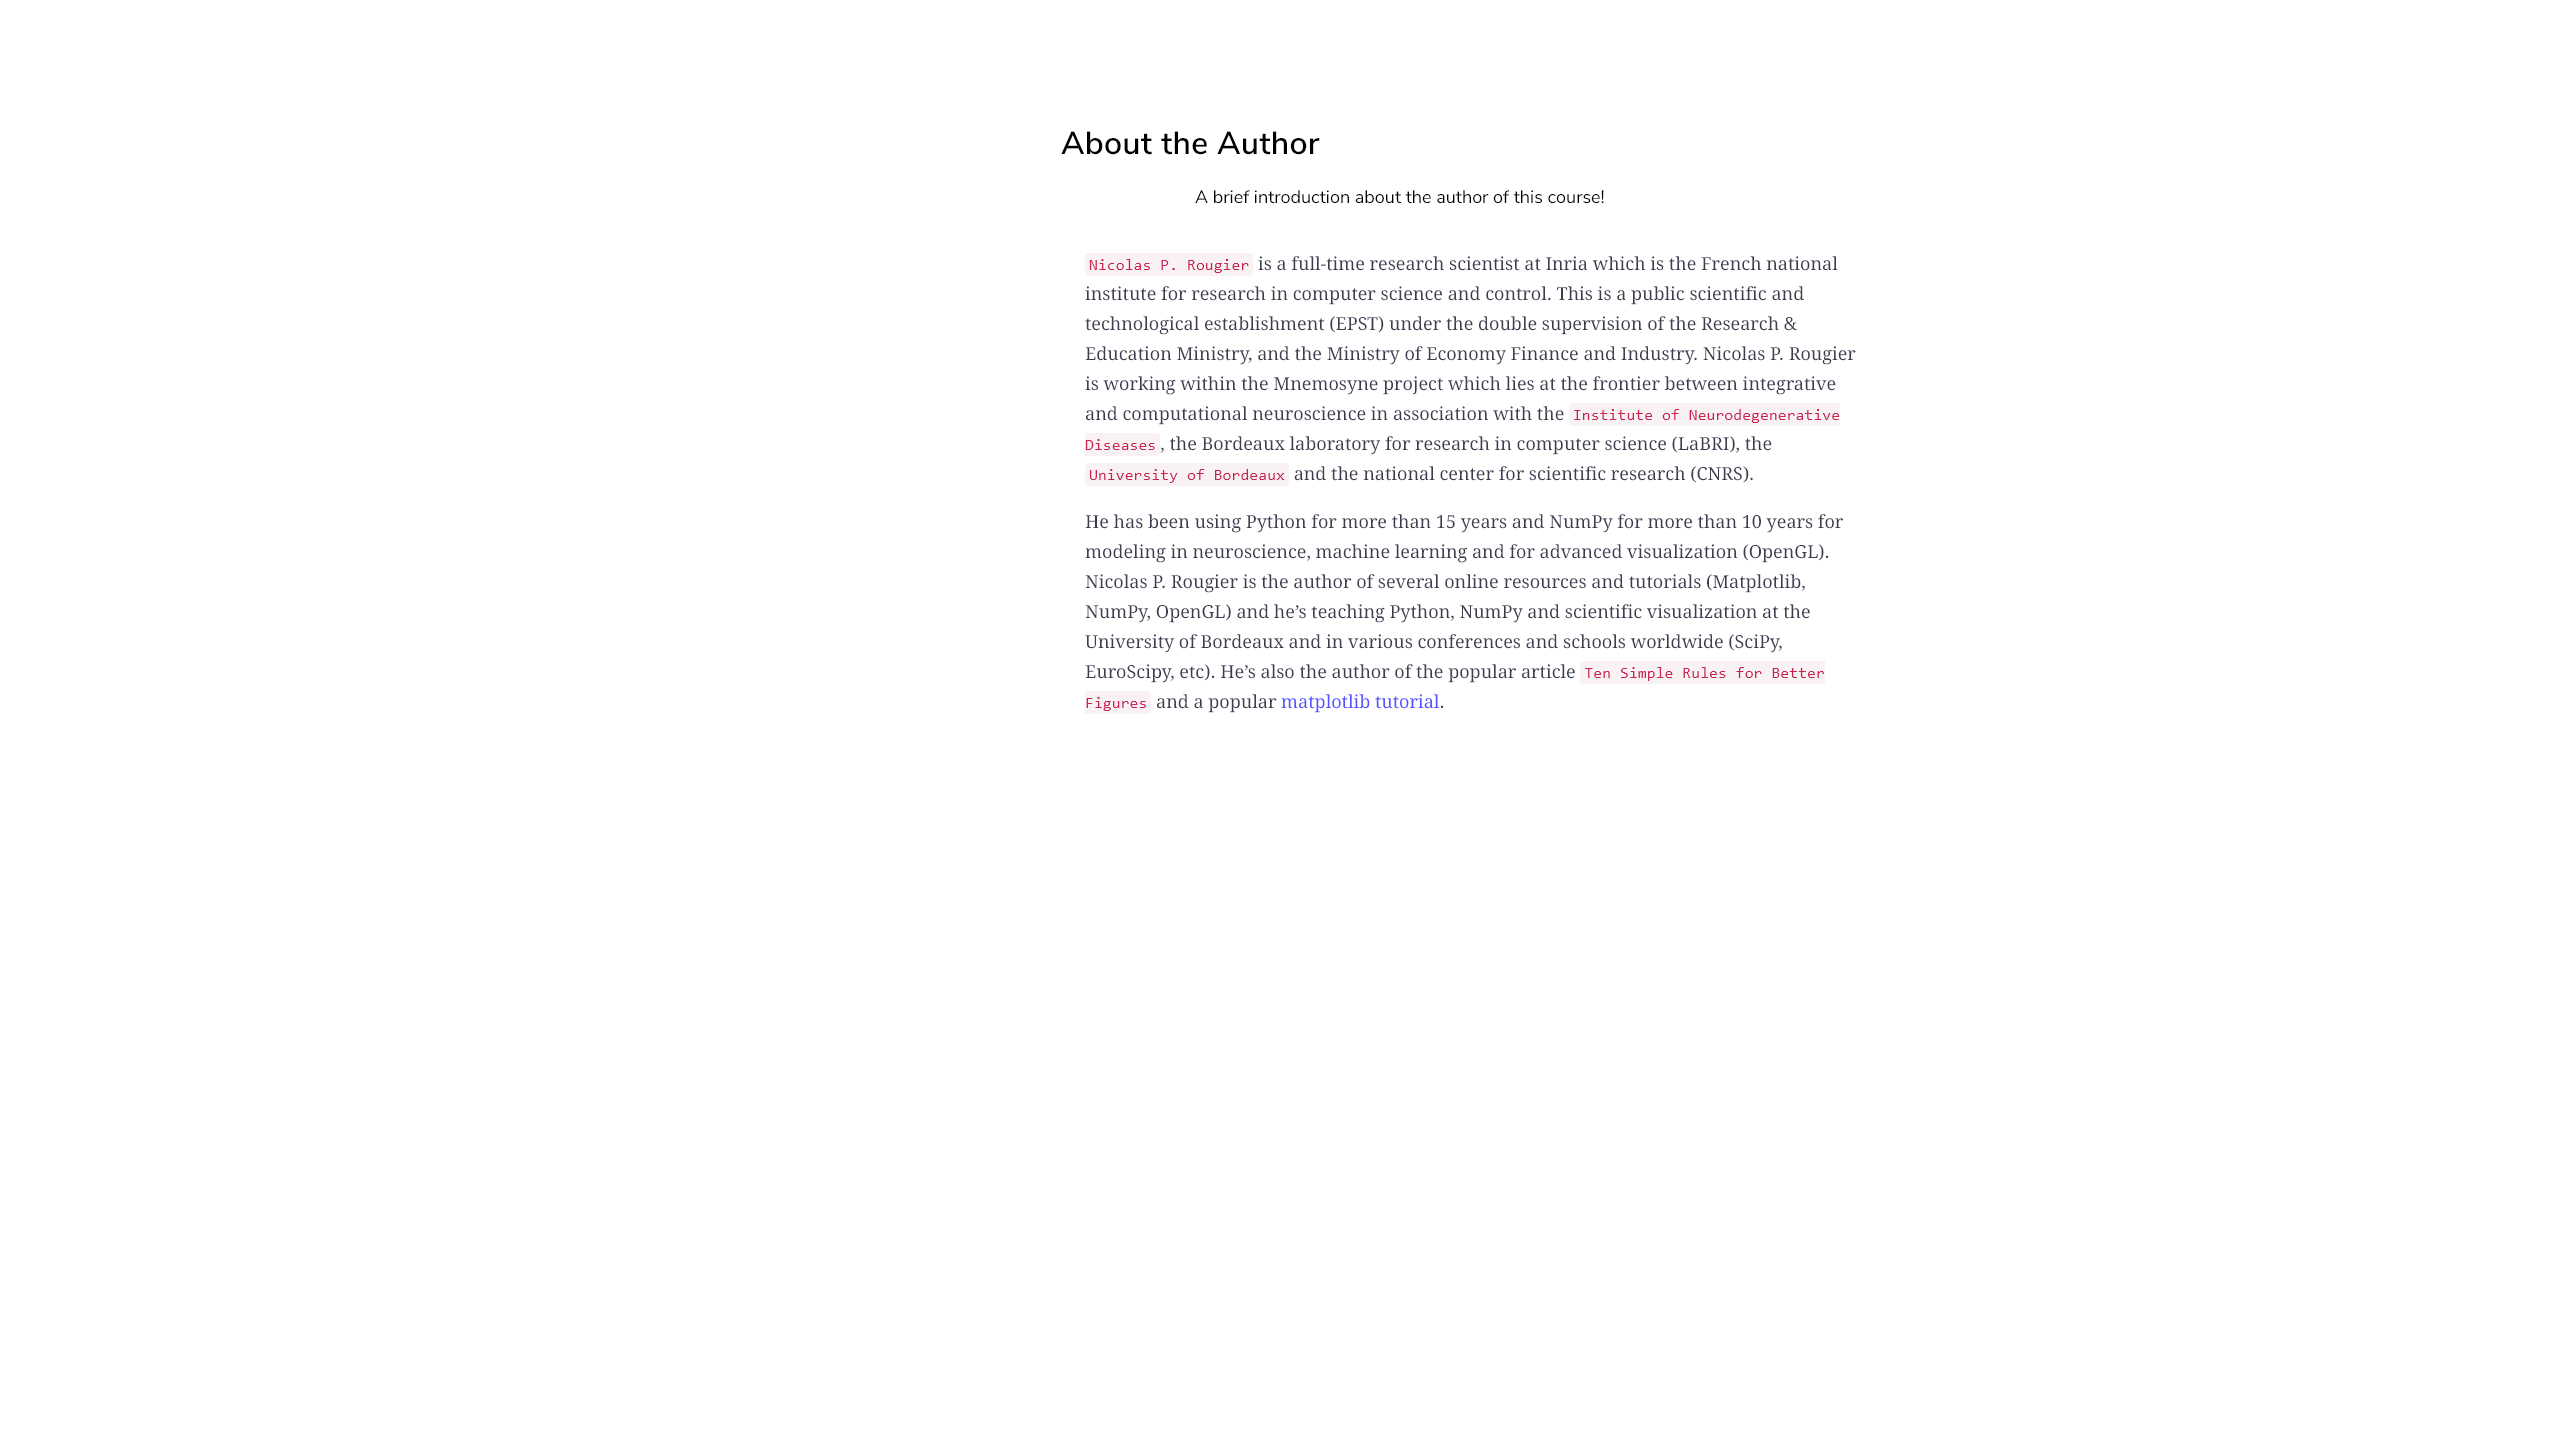 About the Author
A brief introduction about the author of this course!
Nicolas P. Rougier is a full-time research scientist at Inria which is the French national
institute for research in computer science and control. This is a public scientific and
technological establishment (EPST) under the double supervision of the Research &
Education Ministry, and the Ministry of Economy Finance and Industry. Nicolas P. Rougier
is working within the Mnemosyne project which lies at the frontier between integrative
and computational neuroscience in association with the Institute of Neurodegenerative
Diseases, the Bordeaux laboratory for research in computer science (LaBRI), the
University of Bordeaux and the national center for scientific research (CNRS).
He has been using Python for more than 15 years and NumPy for more than 10 years for
modeling in neuroscience, machine learning and for advanced visualization (OpenGL).
Nicolas P. Rougier is the author of several online resources and tutorials (Matplotlib,
NumPy, OpenGL) and he’s teaching Python, NumPy and scientific visualization at the
University of Bordeaux and in various conferences and schools worldwide (SciPy,
EuroScipy, etc). He’s also the author of the popular article Ten Simple Rules for Better
Figures and a popular matplotlib tutorial.